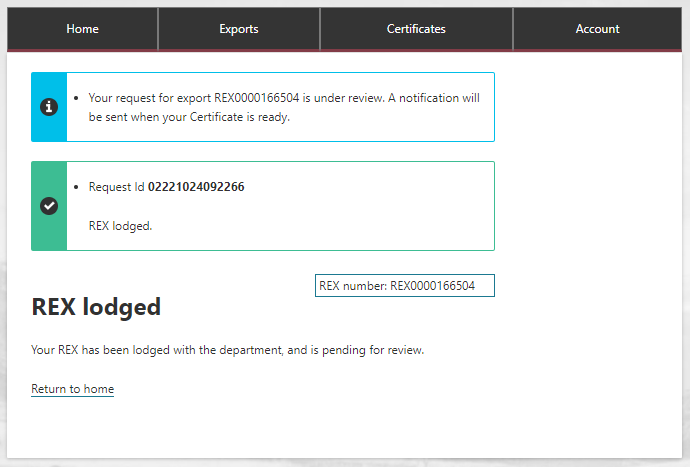 Home Exports Certificates Account
• Your request for export REX0000166504 is under review. A notification will
be sent when your Certificate is ready.
• Request Id 02221024092266
REX lodged.
REX number: REX0000166504
REX lodged
Your REX has been lodged with the department, and is pending for review.
Return to home